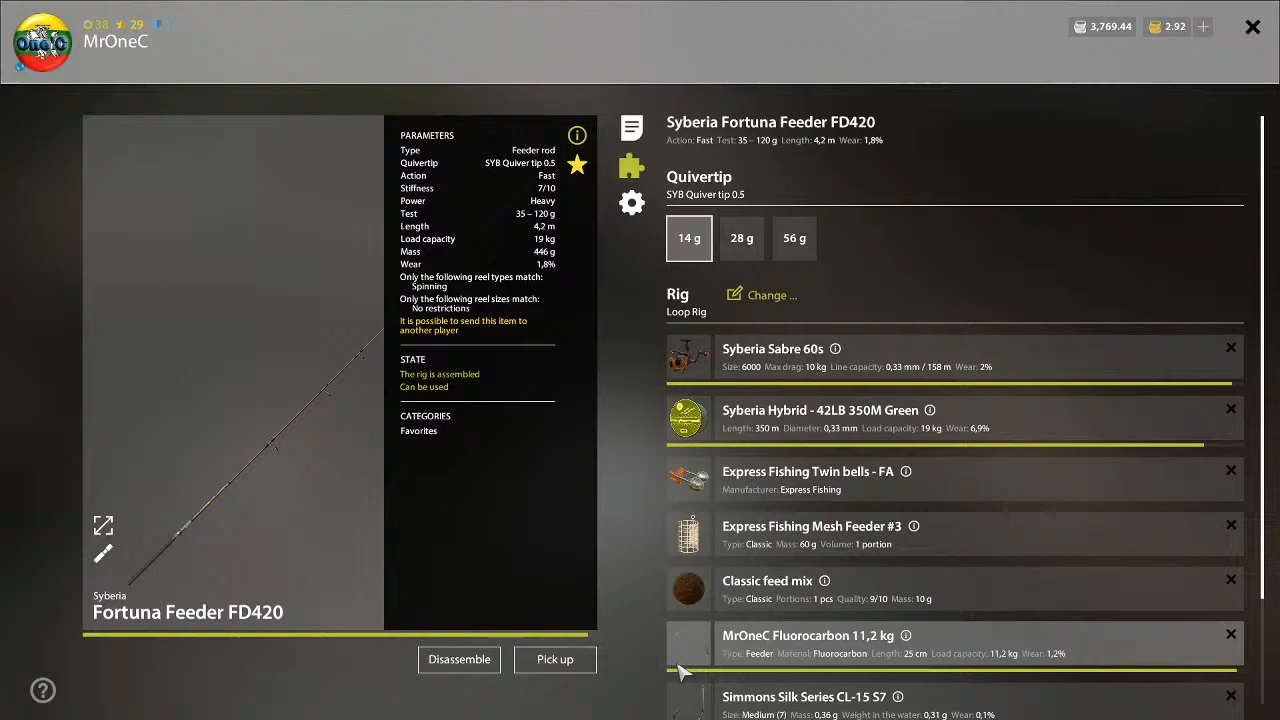 38 29
MrOneC
One C
3,769.44 2.92
PARAMETERS
Type Feeder rod
Quivertip SYB Quiver tip 0.5
Action Fast
Stiffness 7/10
Power Heavy
Test 35 – 120 g
Length 4,2 m
Load capacity 19 kg
Mass 446 g
Wear 1,8%
Only the following reel types match:
Spinning
Only the following reel sizes match:
No restrictions
It is possible to send this item to
another player
STATE
The rig is assembled
Can be used
CATEGORIES
Favorites
Syberia
Fortuna Feeder FD420
Disassemble
Pick up
Syberia Fortuna Feeder FD420
Action: Fast Test: 35 – 120 g Length: 4,2 m Wear: 1,8%
Quivertip
SYB Quiver tip 0.5
14 g 28 g 56 g
Rig Change ...
Loop Rig
Syberia Sabre 60s
Size: 6000 Max drag: 10 kg Line capacity: 0,33 mm / 158 m Wear: 2%
Syberia Hybrid - 42LB 350M Green
Length: 350 m Diameter: 0,33 mm Load capacity: 19 kg Wear: 6,9%
Express Fishing Twin bells - FA
Manufacturer: Express Fishing
Express Fishing Mesh Feeder #3
Type: Classic Mass: 60 g Volume: 1 portion
Classic feed mix
Type: Classic Portions: 1 pcs Quality: 9/10 Mass: 10 g
MrOneC Fluorocarbon 11,2 kg
Type: Feeder Material: Fluorocarbon Length: 25 cm Load capacity: 11,2 kg Wear: 1,2%
Simmons Silk Series CL-15 S7
Size: Medium (7) Mass: 0,36 g Weight in the water: 0,31 g Wear: 0,1%